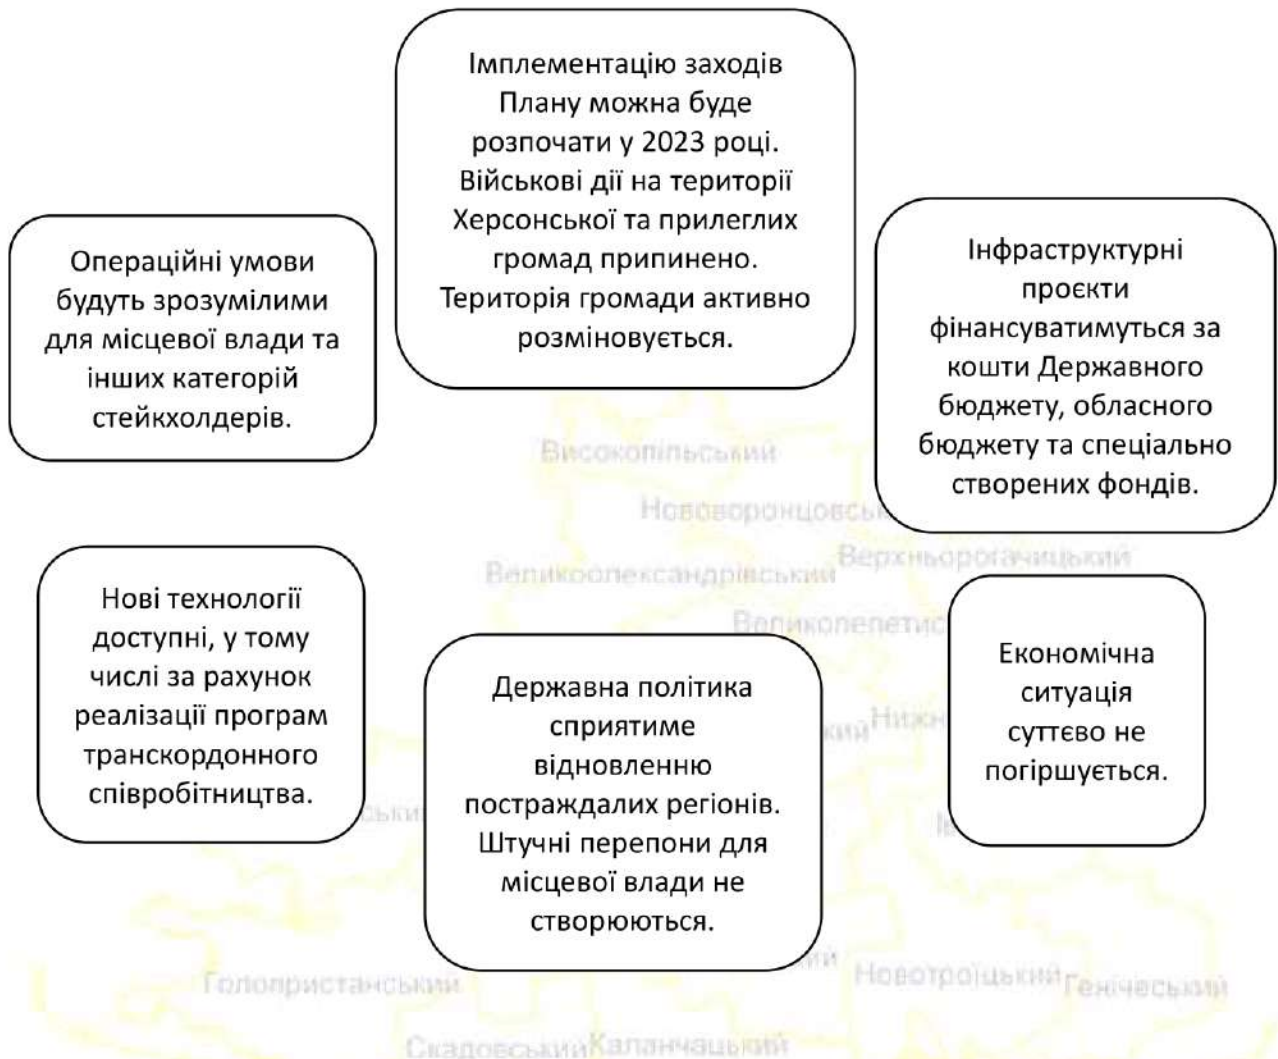 Імплементацію заходів
Плану можна буде
розпочати у 2023 році.
Військові дії на території
Херсонської та прилеглих
громад припинено.
Територія громади активно
розміновується.
Операційні умови
будуть зрозумілими
для місцевої влади та
інших категорій
стейкхолдерів.
Інфраструктурні
проєкти
фінансуватимуться за
кошти Державного
бюджету, обласного
бюджету та спеціально
створених фондів.
Високопільський
Нововоронцовсь
Верхньорогачицький
Великоолександрівський
Великолепетис
Нові технології
доступні, у тому
числі за рахунок
реалізації програм
транскордонного
співробітництва.
Державна політика
сприятиме
відновленню
постраждалих регіонів.
Штучні перепони для
місцевої влади не
створюються.
Економічна
ситуація
суттєво не
погіршується.
Голопристанський
Новотроїцький
Генічеський
Скадовський
Каланчацький